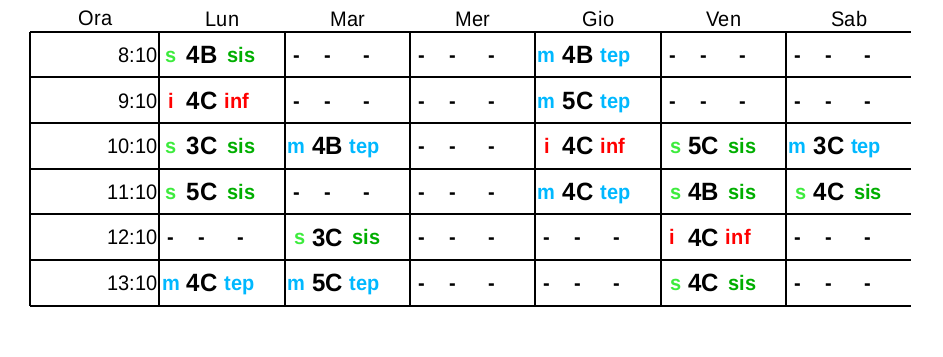 Ora Lun Mar Mer Gio Ven Sab
8:10 s 4B sis - - - - - - m 4B tep - - - - - -
9:10 i 4C inf - - - - - - m 5C tep - - - - - -
10:10 s 3C sis m 4B tep - - - i 4C inf s 5C sis m 3C tep
11:10 s 5C sis - - - - - - m 4C tep s 4B sis s 4C sis
12:10 - - - s 3C sis - - - - - - i 4C inf - - -
13:10 m 4C tep m 5C tep - - - - - - s 4C sis - - -